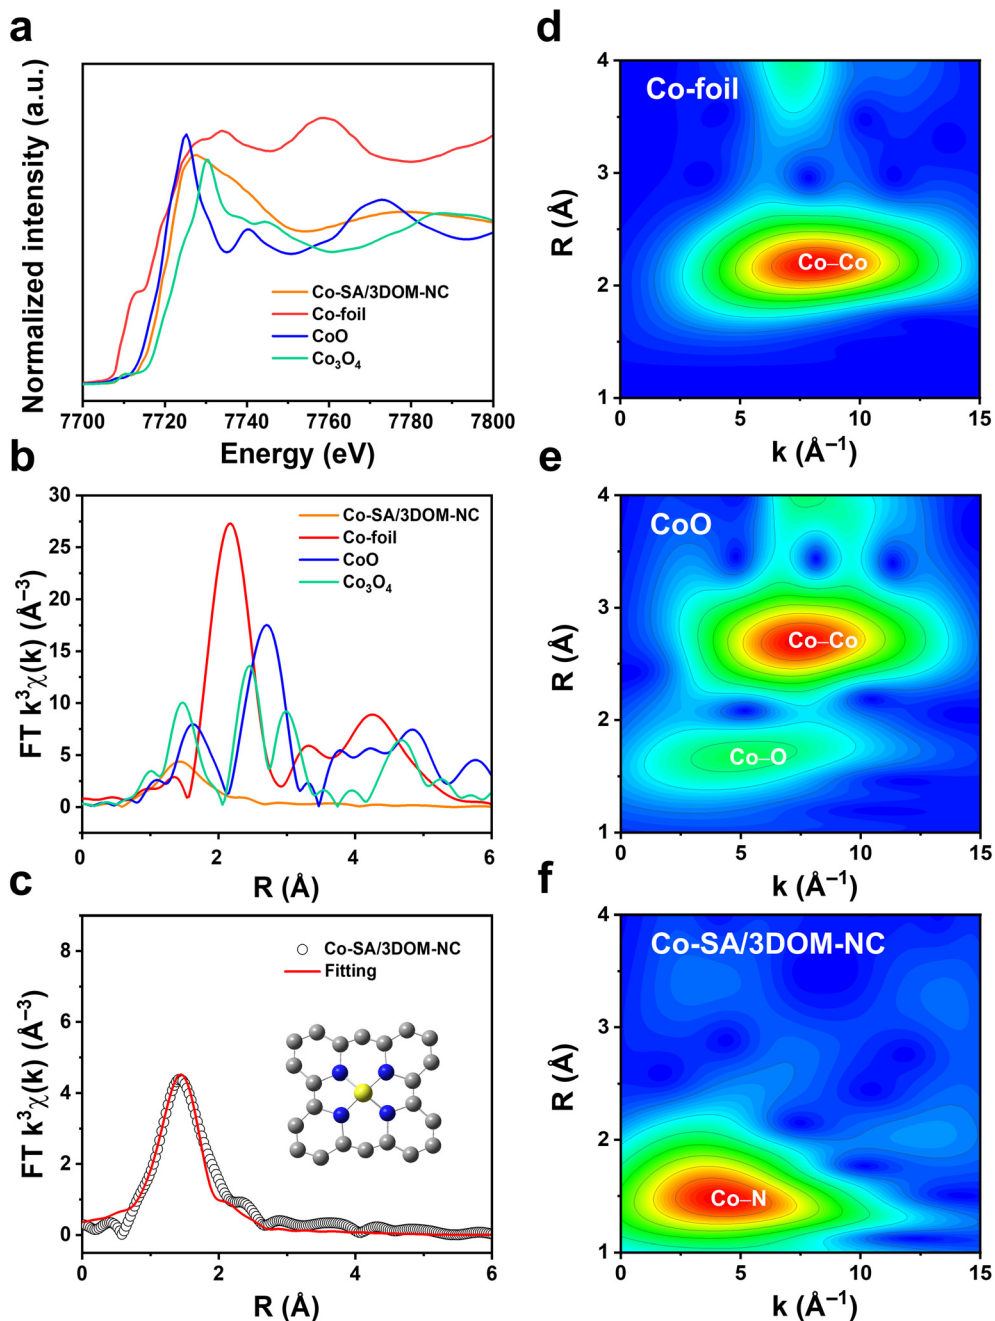 a
Normalized intensity (a.u.)
Co-SA/3DOM-NC
Co-foil
CoO
Co₃O₄
7700 7720 7740 7760 7780 7800
Energy (eV)
b
FT k³χ(k) (Å⁻³)
30
25
20
15
10
5
0
Co-SA/3DOM-NC
Co-foil
CoO
Co₃O₄
0 2 4 6
R (Å)
c
FT k³χ(k) (Å⁻³)
8
6
4
2
0
Co-SA/3DOM-NC
Fitting
0 2 4 6
R (Å)
d
R (Å)
4
3
2
1
Co-foil
Co–Co
0 5 10 15
k (Å⁻¹)
e
R (Å)
4
3
2
1
CoO
Co–Co
Co–O
0 5 10 15
k (Å⁻¹)
f
R (Å)
4
3
2
1
Co-SA/3DOM-NC
Co–N
0 5 10 15
k (Å⁻¹)